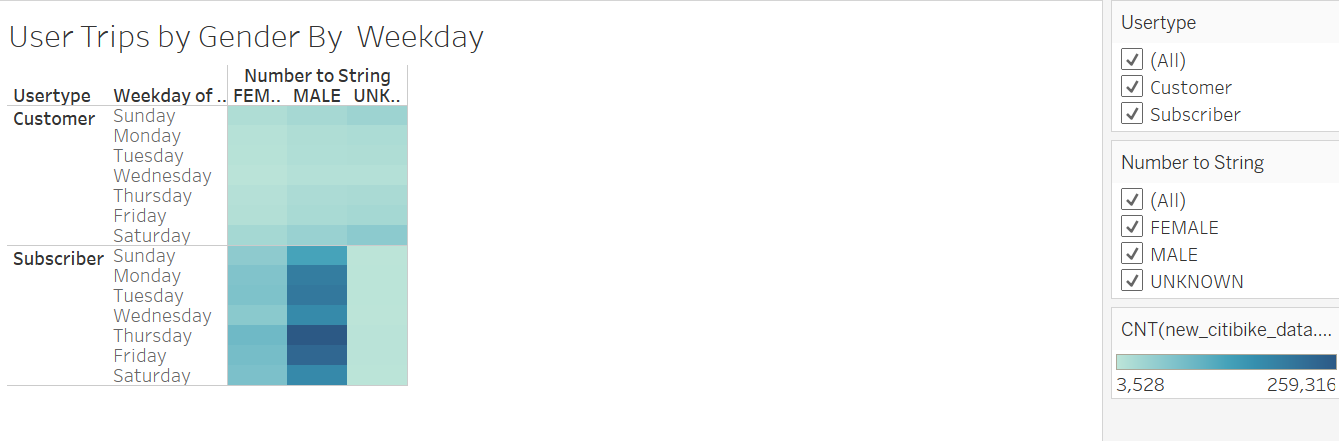 User Trips by Gender By  Weekday
Number to String
Usertype Weekday of .. FEM.. MALE UNK..
Customer Sunday
Monday
Tuesday
Wednesday
Thursday
Friday
Saturday
Subscriber Sunday
Monday
Tuesday
Wednesday
Thursday
Friday
Saturday
Usertype
(All)
Customer
Subscriber
Number to String
(All)
FEMALE
MALE
UNKNOWN
CNT(new_citibike_data....
3,528 259,316